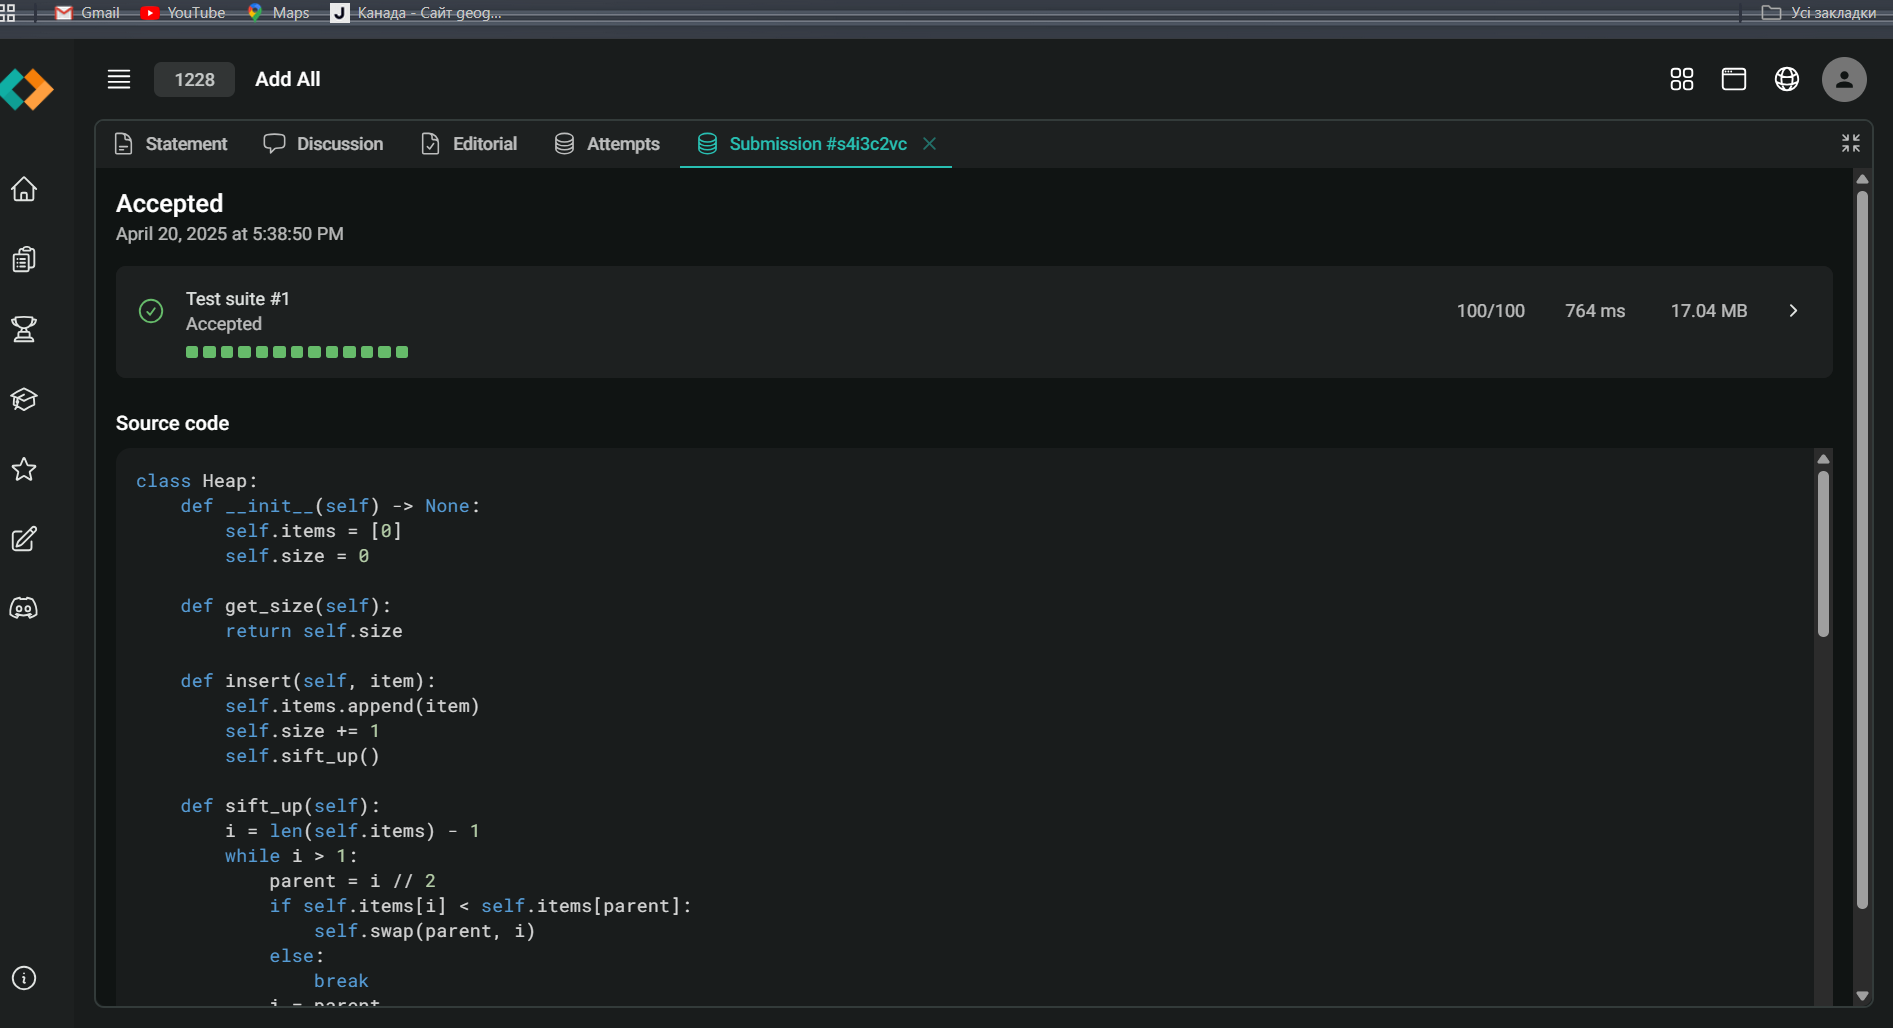 Gmail YouTube Maps J Канада - Сайт geog... Усі закладки
1228 Add All
Statement Discussion Editorial Attempts Submission #s4i3c2vc
Accepted
April 20, 2025 at 5:38:50 PM
Test suite #1
Accepted
100/100 764 ms 17.04 MB
Source code
class Heap:
    def __init__(self) -> None:
        self.items = [0]
        self.size = 0
    def get_size(self):
        return self.size
    def insert(self, item):
        self.items.append(item)
        self.size += 1
        self.sift_up()
    def sift_up(self):
        i = len(self.items) - 1
        while i > 1:
            parent = i // 2
            if self.items[i] < self.items[parent]:
                self.swap(parent, i)
            else:
                break
            i = parent